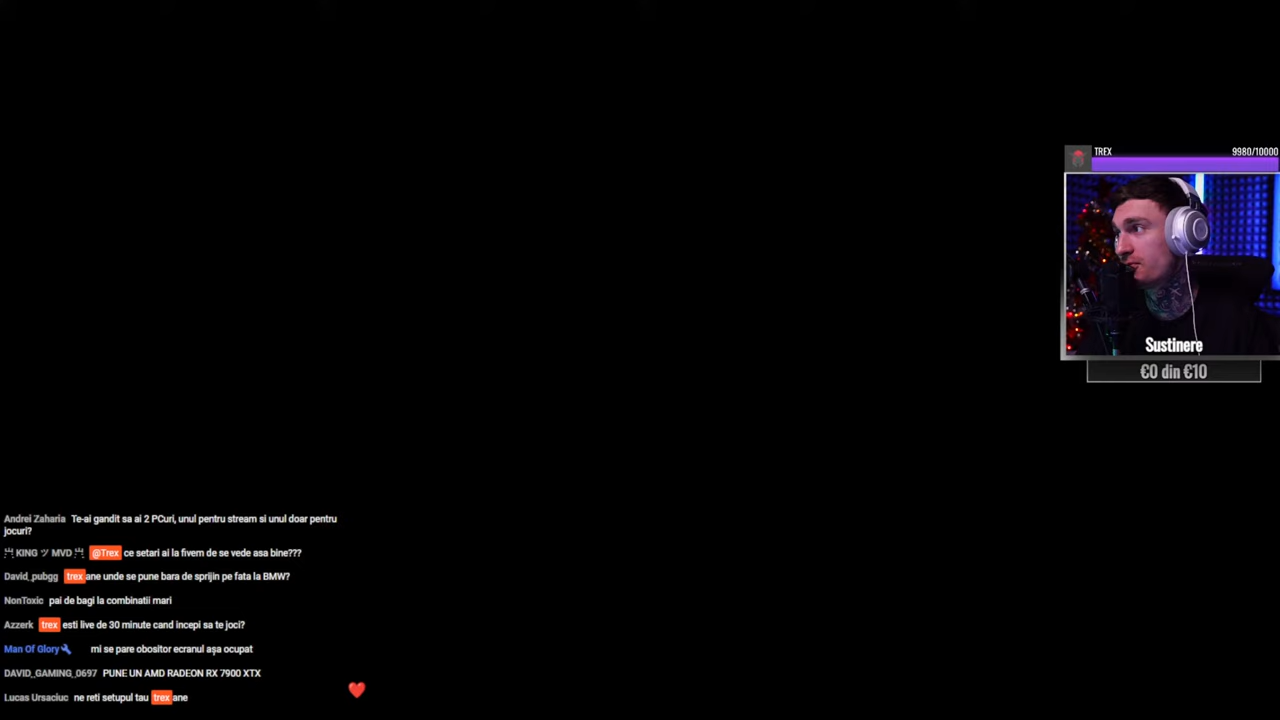 TREX 9980/10000
Sustinere
€0 din €10
Andrei Zaharia Te-ai gandit sa ai 2 PCuri, unul pentru stream si unul doar pentru
jocuri?
KING ツ MVD @Trex ce setari ai la fivem de se vede asa bine???
David_pubgg trexane unde se pune bara de sprijin pe fata la BMW?
NonToxic pai de bagi la combinatii mari
Azzerk trex esti live de 30 minute cand incepi sa te joci?
Man Of Glory mi se pare obositor ecranul așa ocupat
DAVID_GAMING_0697 PUNE UN AMD RADEON RX 7900 XTX
Lucas Ursaciuc ne reti setupul tau trexane